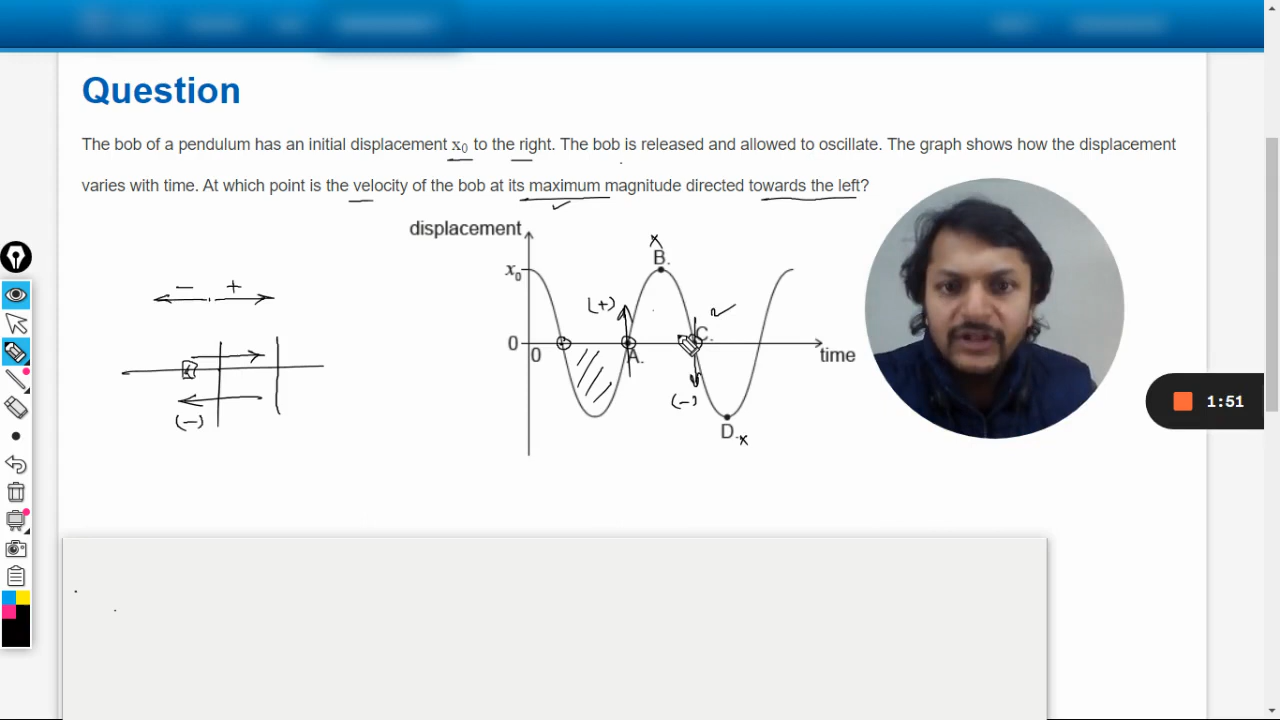 Question
The bob of a pendulum has an initial displacement x₀ to the right. The bob is released and allowed to oscillate. The graph shows how the displacement
varies with time. At which point is the velocity of the bob at its maximum magnitude directed towards the left?
displacement
x
B.
x₀
− +
(+)
C.
0
0
A.
time
1:51
(−)
(−)
D.
x